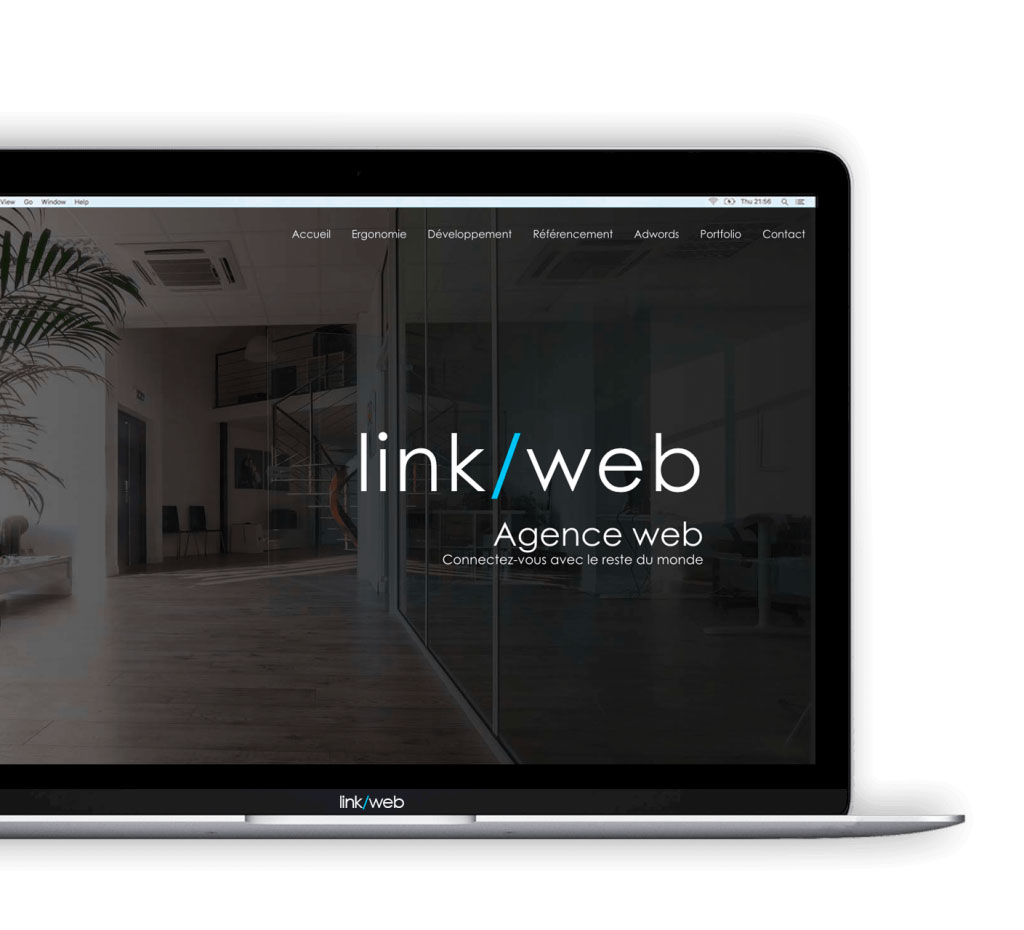 View Go Window Help Thu 21:56
Accueil Ergonomie Développement Référencement Adwords Portfolio Contact
link/web
Agence web
Connectez-vous avec le reste du monde
link/web